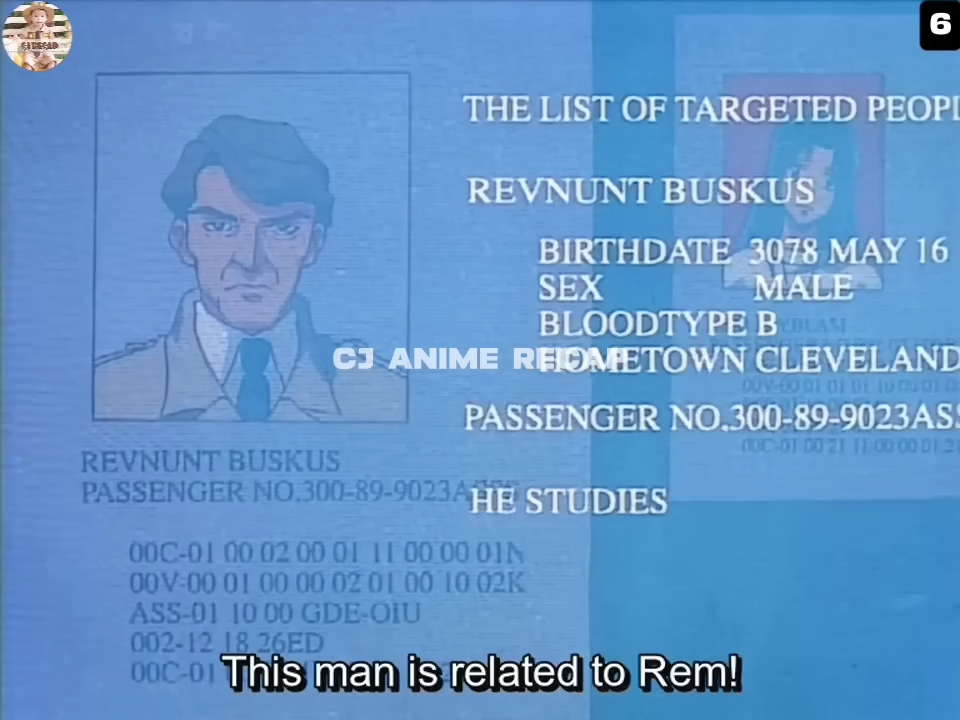 6
THE LIST OF TARGETED PEOPL
REVNUNT BUSKUS
BIRTHDATE 3078 MAY 16
SEX MALE
BLOODTYPE B
CJ ANIME RECAP
HOMETOWN CLEVELAND
PASSENGER NO.300-89-9023ASS
REVNUNT BUSKUS
PASSENGER NO.300-89-9023A
HE STUDIES
00C-01 00 02 00 01 11 00 00 01N
00V-00 01 00 00 02 01 00 10 02K
ASS-01 10 00 GDE-OIU
002-12 18 26ED
00C-01
This man is related to Rem!